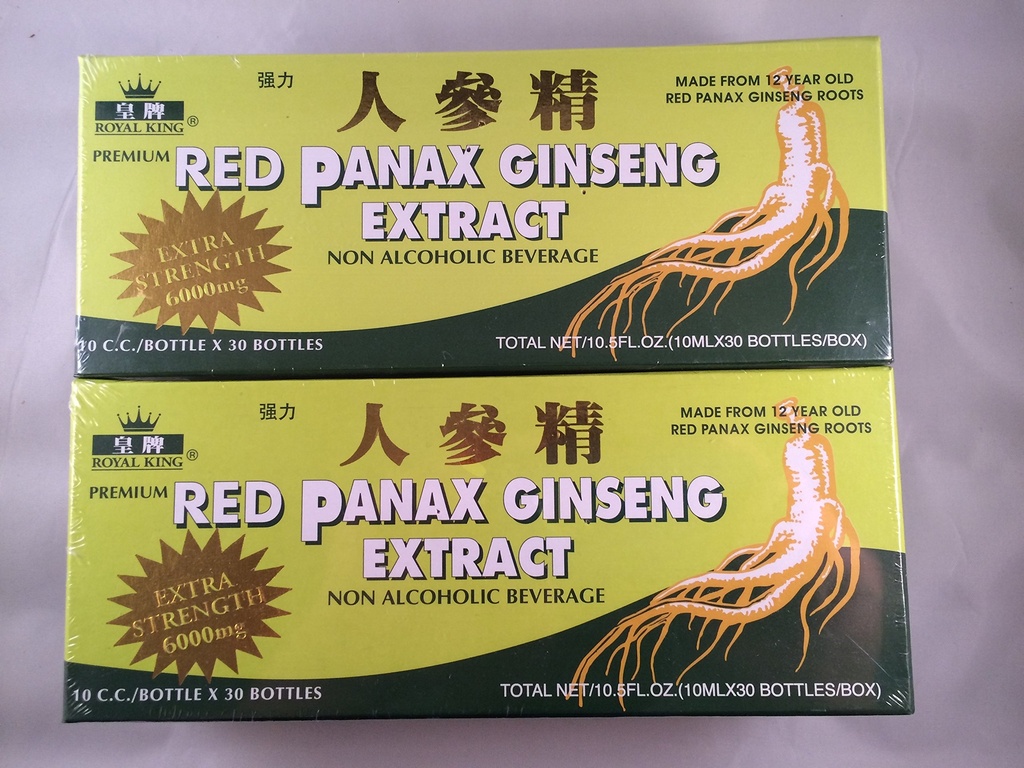 强力
人參精
MADE FROM 12 YEAR OLD
RED PANAX GINSENG ROOTS
皇牌
ROYAL KING®
PREMIUM RED PANAX GINSENG
EXTRACT
NON ALCOHOLIC BEVERAGE
EXTRA
STRENGTH
6000mg
10 C.C./BOTTLE X 30 BOTTLES
TOTAL NET/10.5FL.OZ.(10MLX30 BOTTLES/BOX)
强力
人參精
MADE FROM 12 YEAR OLD
RED PANAX GINSENG ROOTS
皇牌
ROYAL KING®
PREMIUM RED PANAX GINSENG
EXTRACT
NON ALCOHOLIC BEVERAGE
EXTRA
STRENGTH
6000mg
10 C.C./BOTTLE X 30 BOTTLES
TOTAL NET/10.5FL.OZ.(10MLX30 BOTTLES/BOX)